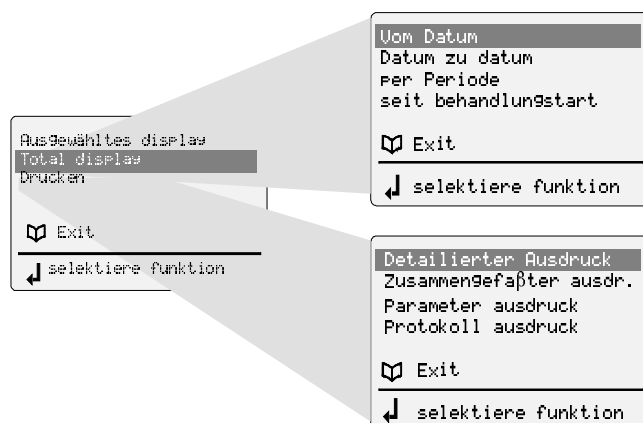 Ausgewähltes display
Total display
Drucken
Exit
selektiere funktion
Vom Datum
Datum zu datum
per Periode
seit behandlungstart
Exit
selektiere funktion
Detailierter Ausdruck
Zusammengefaβter ausdr.
Parameter ausdruck
Protokoll ausdruck
Exit
selektiere funktion